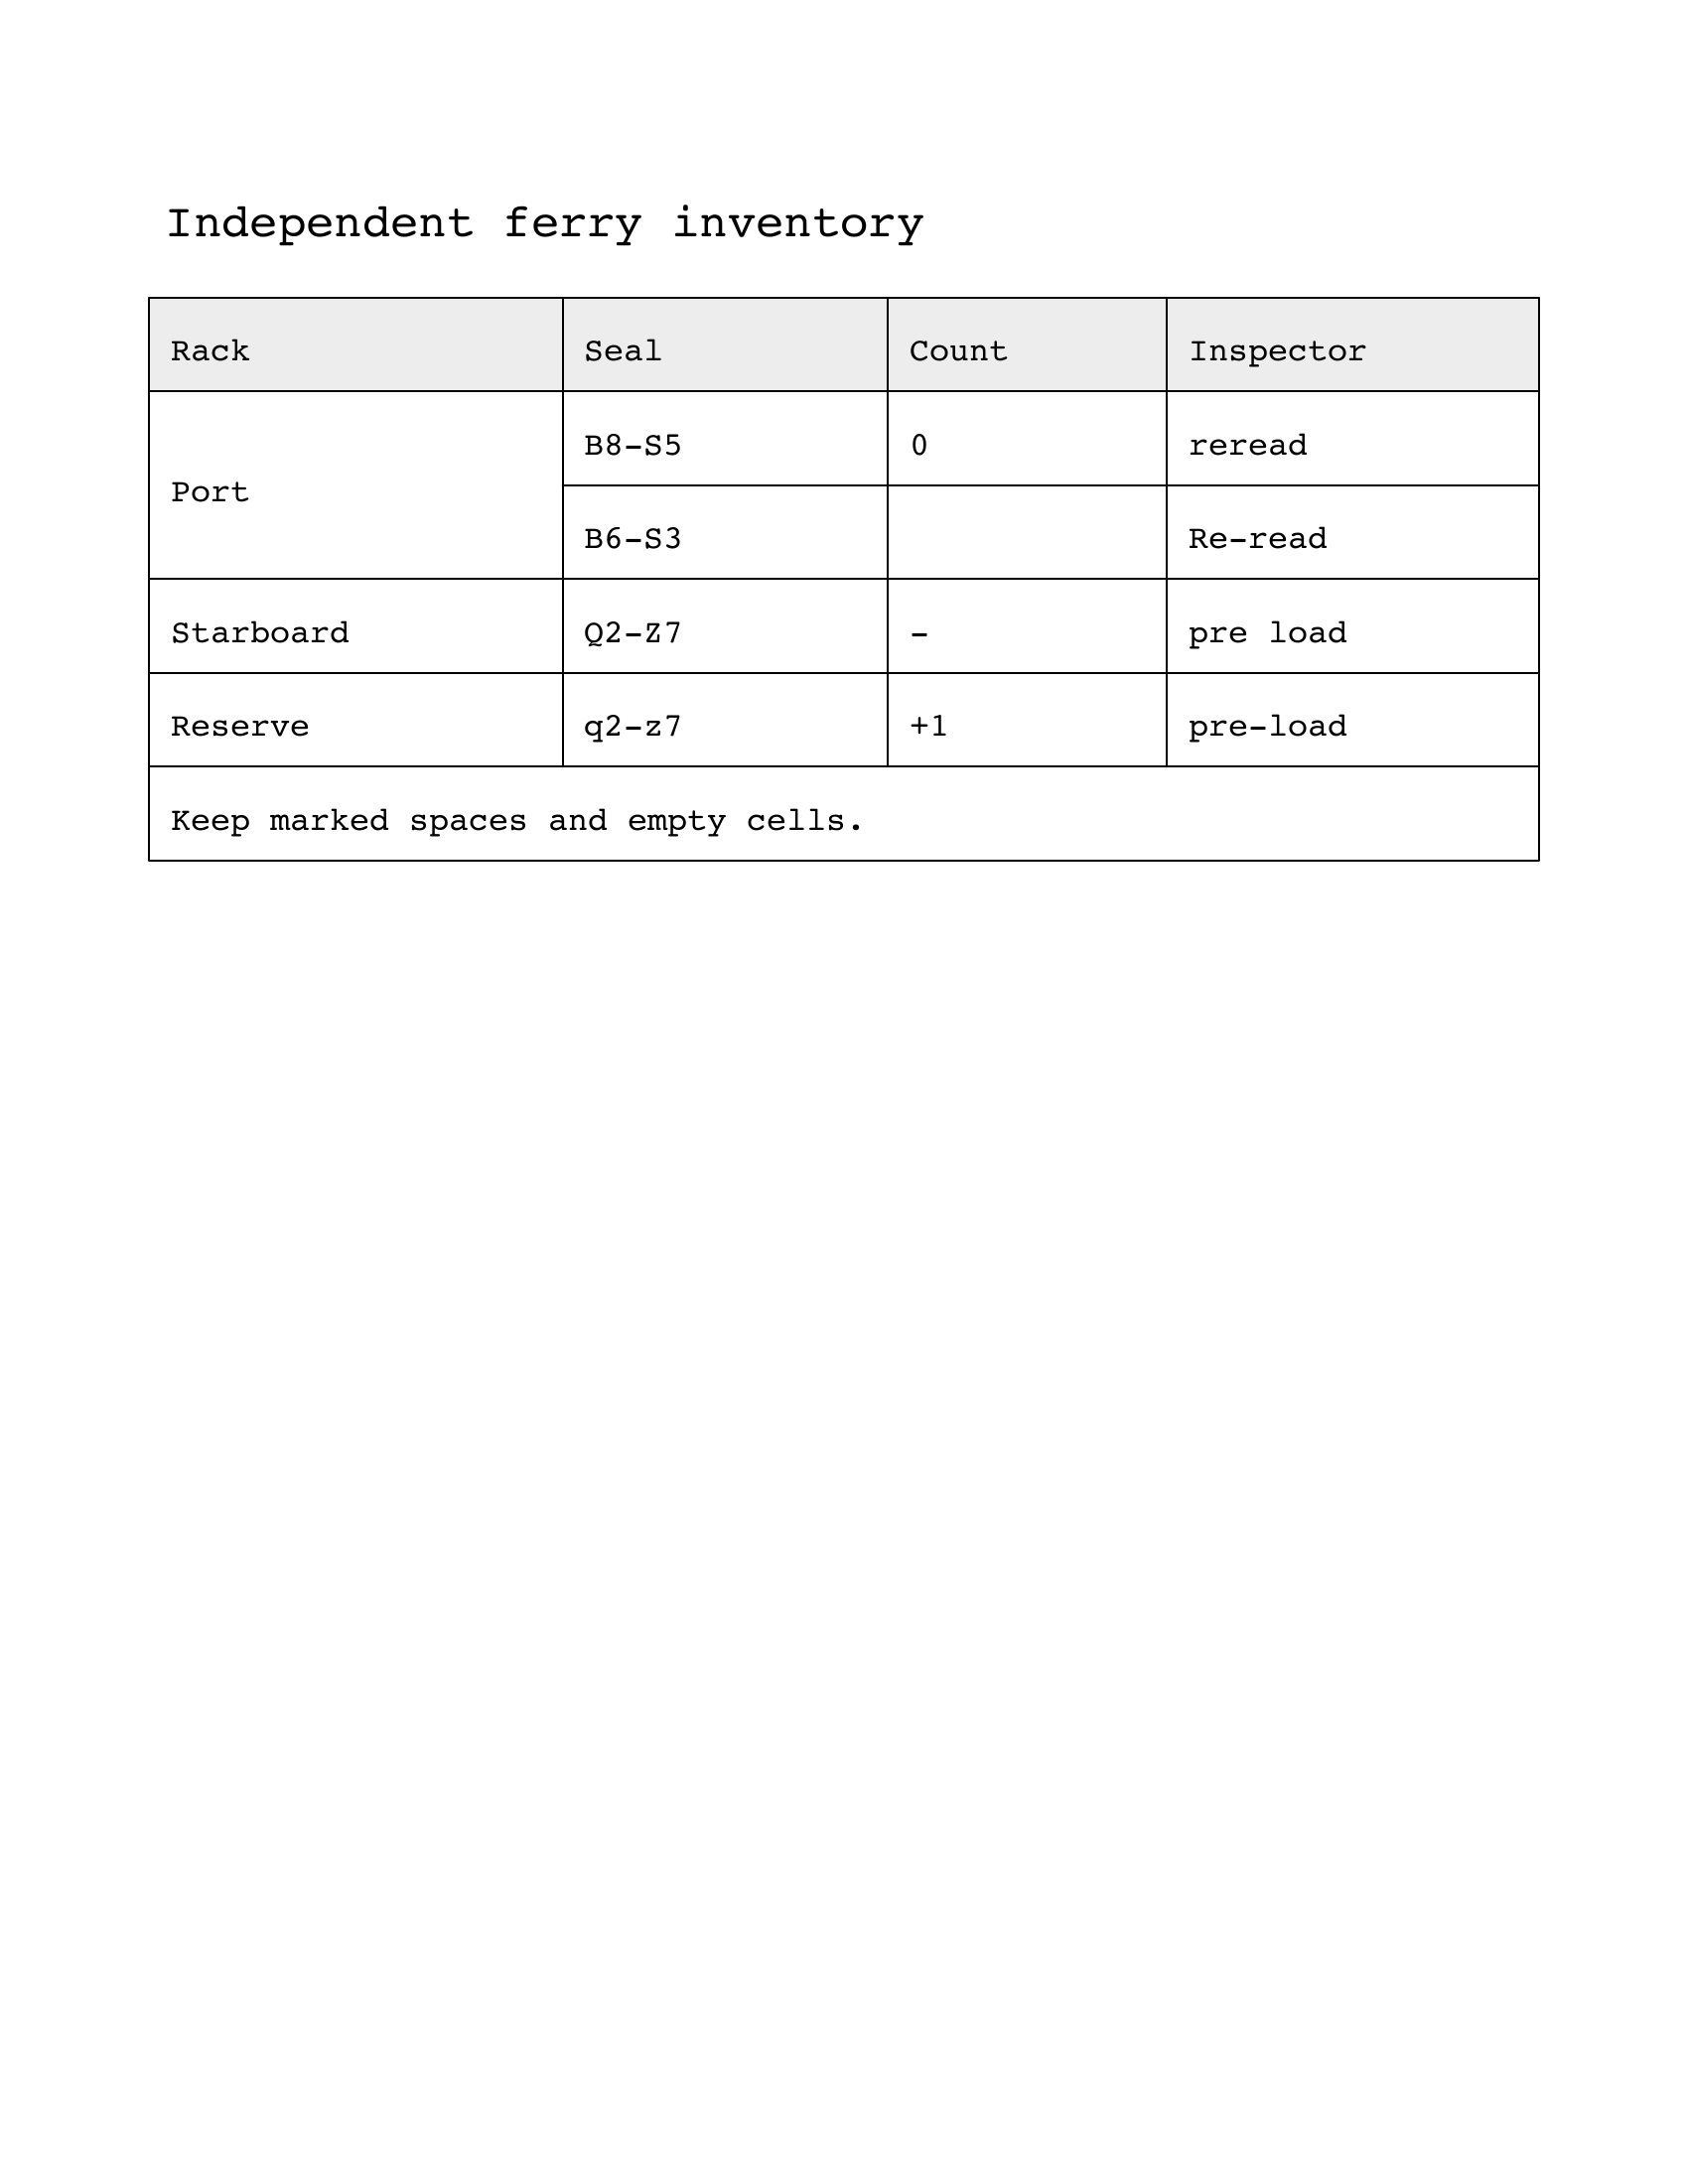 Independent ferry inventory
Rack Seal Count Inspector
Port B8-S5 0 reread
B6-S3 Re-read
Starboard Q2-Z7 - pre load
Reserve q2-z7 +1 pre-load
Keep marked spaces and empty cells.